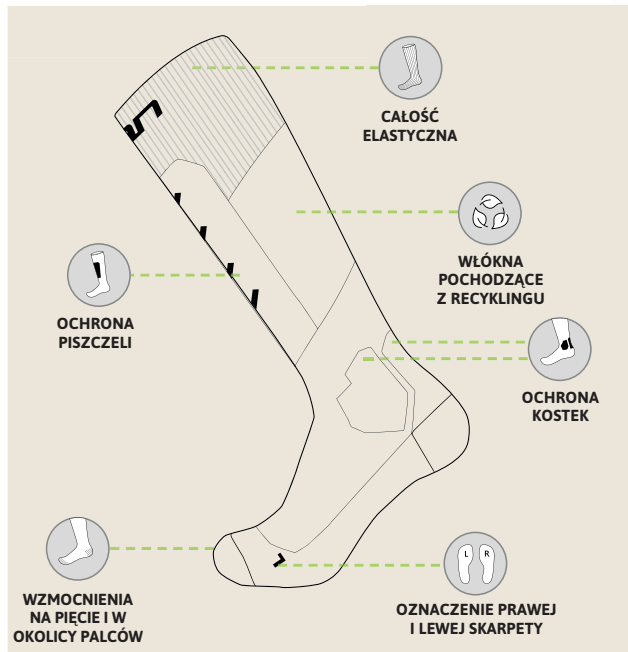 CAŁOŚĆ
ELASTYCZNA
WŁÓKNA
POCHODZĄCE
Z RECYKLINGU
OCHRONA
PISZCZELI
OCHRONA
KOSTEK
WZMOCNIENIA
NA PIĘCIE I W
OKOLICY PALCÓW
L R
OZNACZENIE PRAWEJ
I LEWEJ SKARPETY
L